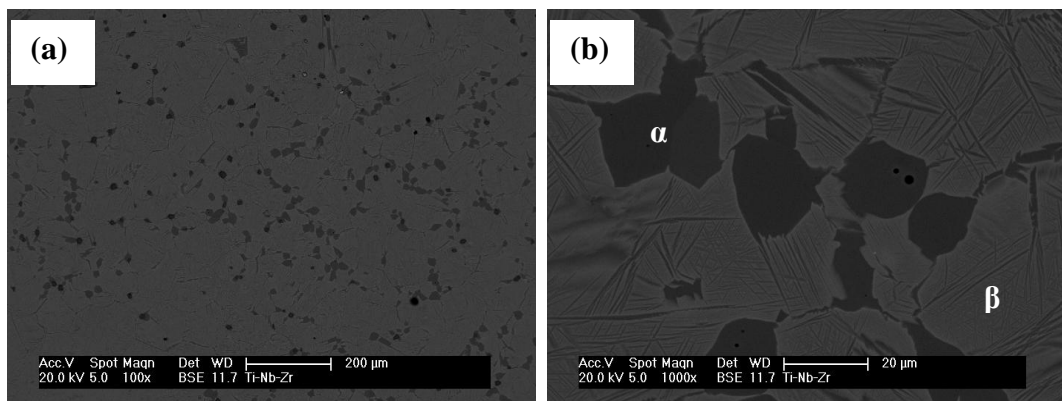 (a)
Acc.V Spot Magn Det WD 200 μm
20.0 kV 5.0 100x BSE 11.7 Ti-Nb-Zr
(b)
α
β
Acc.V Spot Magn Det WD 20 μm
20.0 kV 5.0 1000x BSE 11.7 Ti-Nb-Zr